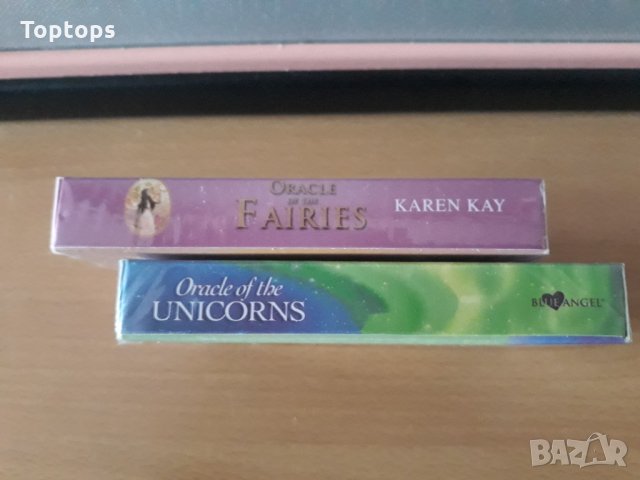 Toptops
ORACLE
OF THE
FAIRIES
KAREN KAY
Oracle of the
UNICORNS
BLUE ANGEL
BAZAR